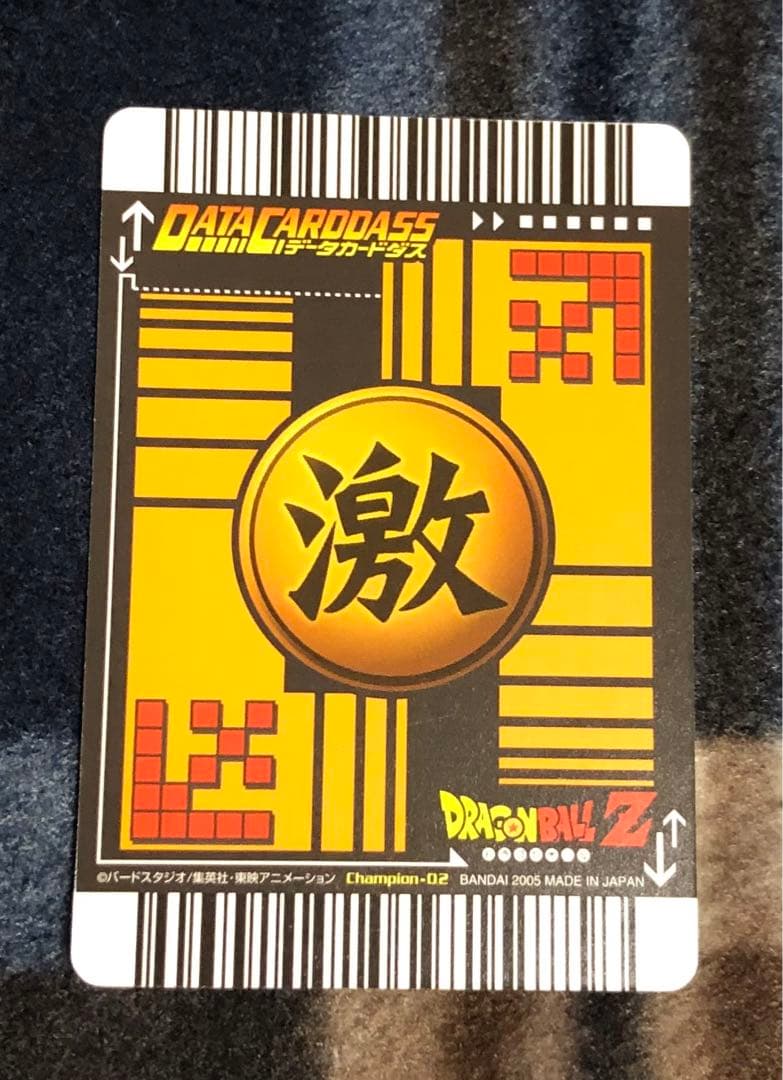 DATACARDDASS
データカードダス
激
DRAGONBALL Z
©バードスタジオ/集英社・東映アニメーション Champion-02 BANDAI 2005 MADE IN JAPAN